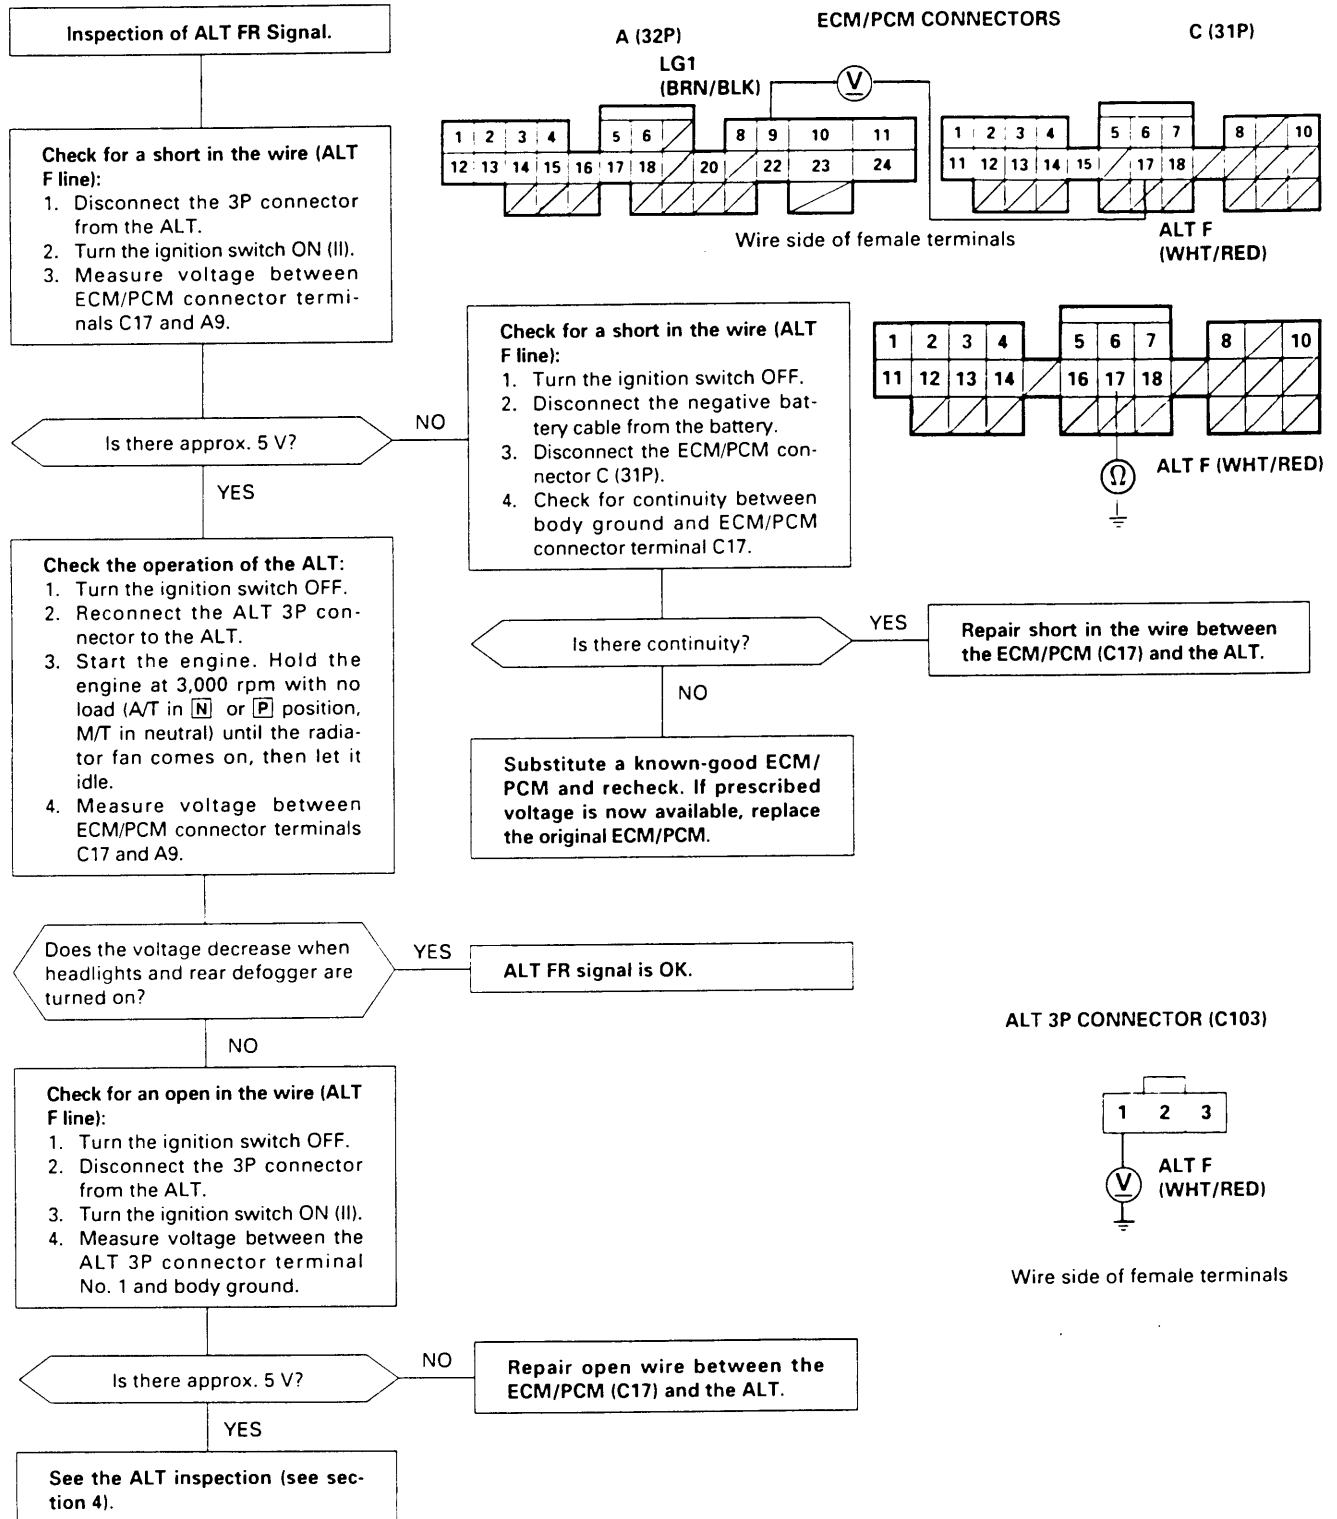 Inspection of ALT FR Signal.
Check for a short in the wire (ALT
F line):
1. Disconnect the 3P connector
from the ALT.
2. Turn the ignition switch ON (II).
3. Measure voltage between
ECM/PCM connector termi-
nals C17 and A9.
Is there approx. 5 V?
NO
YES
Check the operation of the ALT:
1. Turn the ignition switch OFF.
2. Reconnect the ALT 3P con-
nector to the ALT.
3. Start the engine. Hold the
engine at 3,000 rpm with no
load (A/T in N or P position,
M/T in neutral) until the radia-
tor fan comes on, then let it
idle.
4. Measure voltage between
ECM/PCM connector terminals
C17 and A9.
Does the voltage decrease when
headlights and rear defogger are
turned on?
YES
ALT FR signal is OK.
NO
Check for an open in the wire (ALT
F line):
1. Turn the ignition switch OFF.
2. Disconnect the 3P connector
from the ALT.
3. Turn the ignition switch ON (II).
4. Measure voltage between the
ALT 3P connector terminal
No. 1 and body ground.
Is there approx. 5 V?
NO
Repair open wire between the
ECM/PCM (C17) and the ALT.
YES
See the ALT inspection (see sec-
tion 4).
Check for a short in the wire (ALT
F line):
1. Turn the ignition switch OFF.
2. Disconnect the negative bat-
tery cable from the battery.
3. Disconnect the ECM/PCM con-
nector C (31P).
4. Check for continuity between
body ground and ECM/PCM
connector terminal C17.
Is there continuity?
YES
Repair short in the wire between
the ECM/PCM (C17) and the ALT.
NO
Substitute a known-good ECM/
PCM and recheck. If prescribed
voltage is now available, replace
the original ECM/PCM.
ECM/PCM CONNECTORS
A (32P)
C (31P)
LG1
(BRN/BLK)
V
1 2 3 4 5 6 8 9 10 11
12 13 14 15 16 17 18 20 22 23 24
1 2 3 4 5 6 7 8 10
11 12 13 14 15 17 18
Wire side of female terminals
ALT F
(WHT/RED)
1 2 3 4 5 6 7 8 10
11 12 13 14 16 17 18
Ω
ALT F (WHT/RED)
ALT 3P CONNECTOR (C103)
1 2 3
V
ALT F
(WHT/RED)
Wire side of female terminals